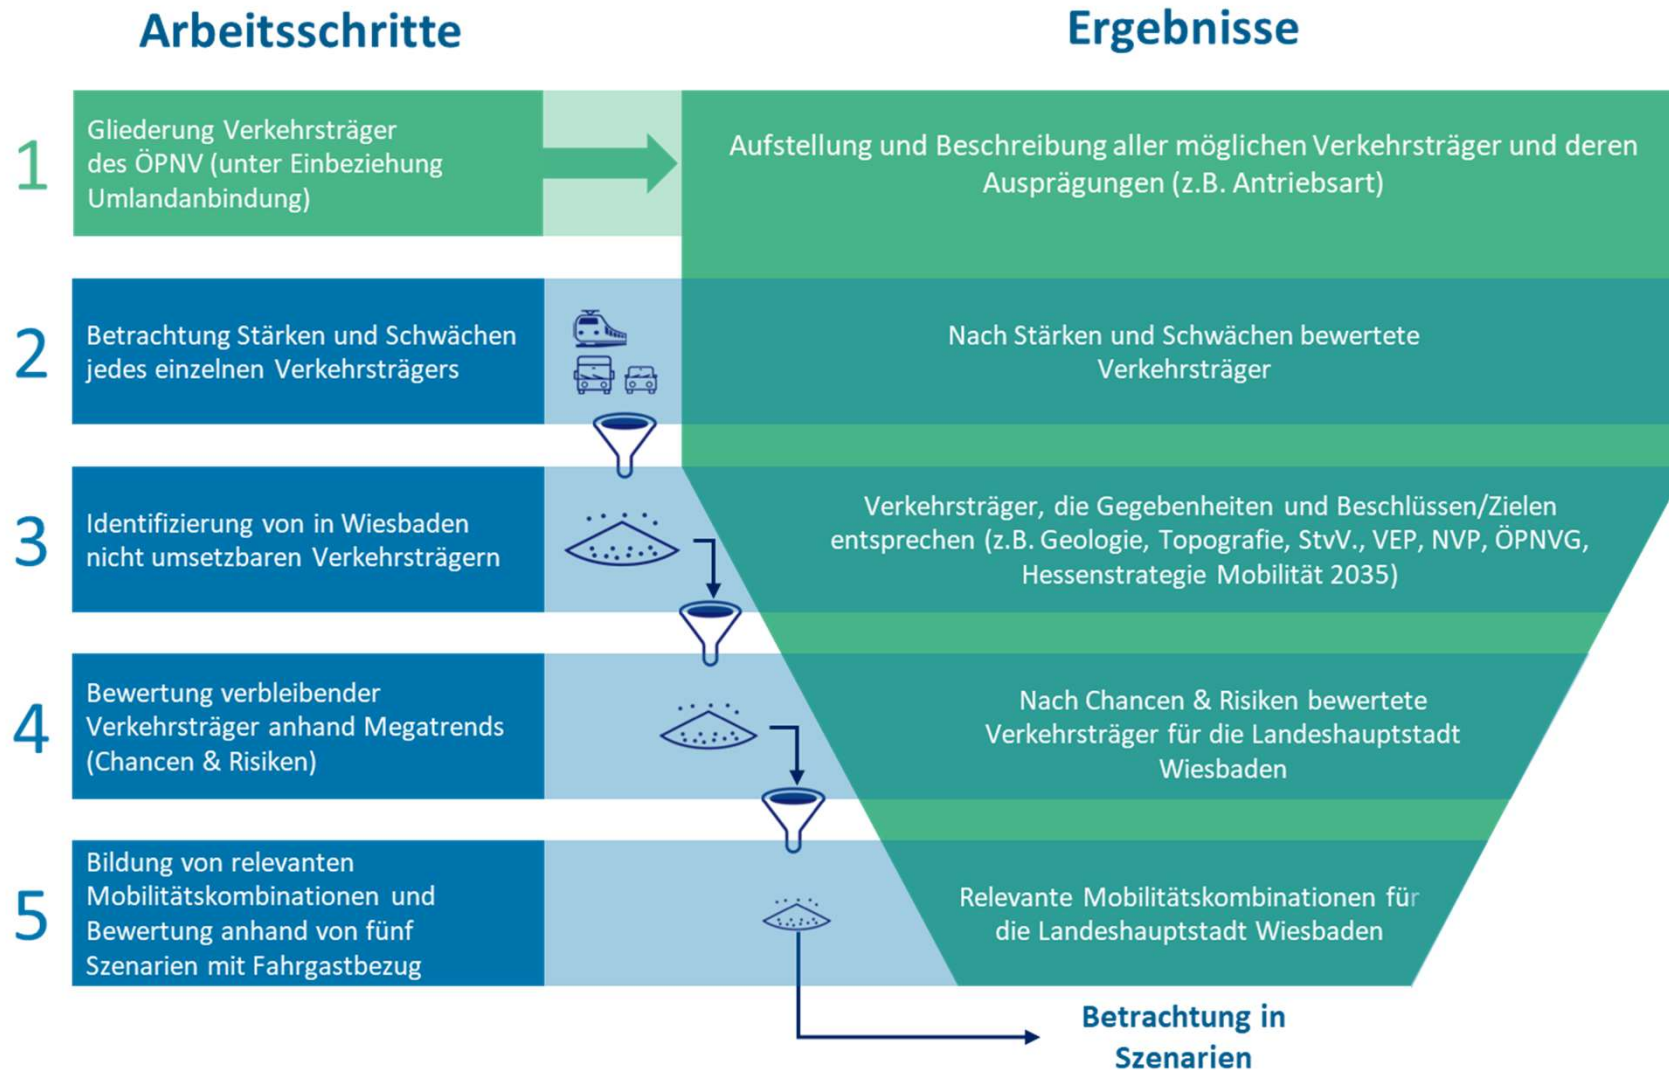 Arbeitsschritte
Ergebnisse
1
Gliederung Verkehrsträger
des ÖPNV (unter Einbeziehung
Umlandanbindung)
Aufstellung und Beschreibung aller möglichen Verkehrsträger und deren
Ausprägungen (z.B. Antriebsart)
2
Betrachtung Stärken und Schwächen
jedes einzelnen Verkehrsträgers
Nach Stärken und Schwächen bewertete
Verkehrsträger
3
Identifizierung von in Wiesbaden
nicht umsetzbaren Verkehrsträgern
Verkehrsträger, die Gegebenheiten und Beschlüssen/Zielen
entsprechen (z.B. Geologie, Topografie, StvV., VEP, NVP, ÖPNVG,
Hessenstrategie Mobilität 2035)
4
Bewertung verbleibender
Verkehrsträger anhand Megatrends
(Chancen & Risiken)
Nach Chancen & Risiken bewertete
Verkehrsträger für die Landeshauptstadt
Wiesbaden
5
Bildung von relevanten
Mobilitätskombinationen und
Bewertung anhand von fünf
Szenarien mit Fahrgastbezug
Relevante Mobilitätskombinationen für
die Landeshauptstadt Wiesbaden
Betrachtung in
Szenarien